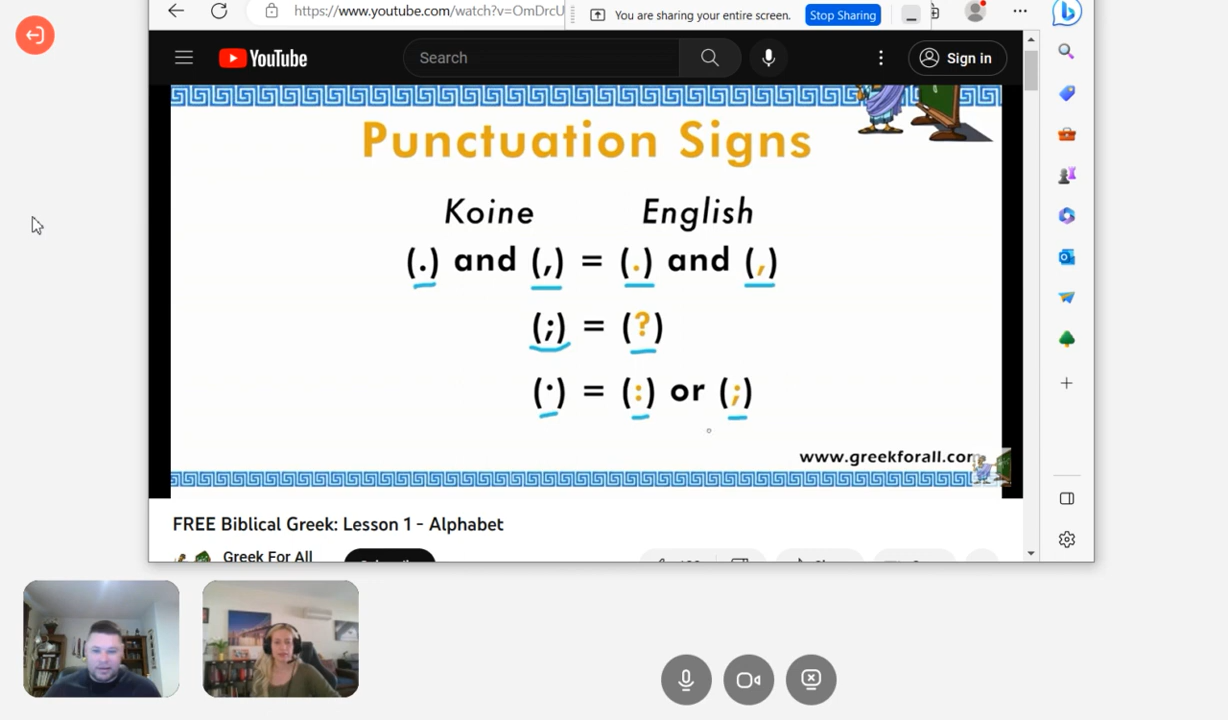 https://www.youtube.com/watch?v=OmDrcU
You are sharing your entire screen. Stop Sharing
YouTube
Search
Sign in
Punctuation Signs
Koine English
(.) and (,) = (.) and (,)
(;) = (?)
(·) = (:) or (;)
www.greekforall.com
FREE Biblical Greek: Lesson 1 - Alphabet
Greek For All